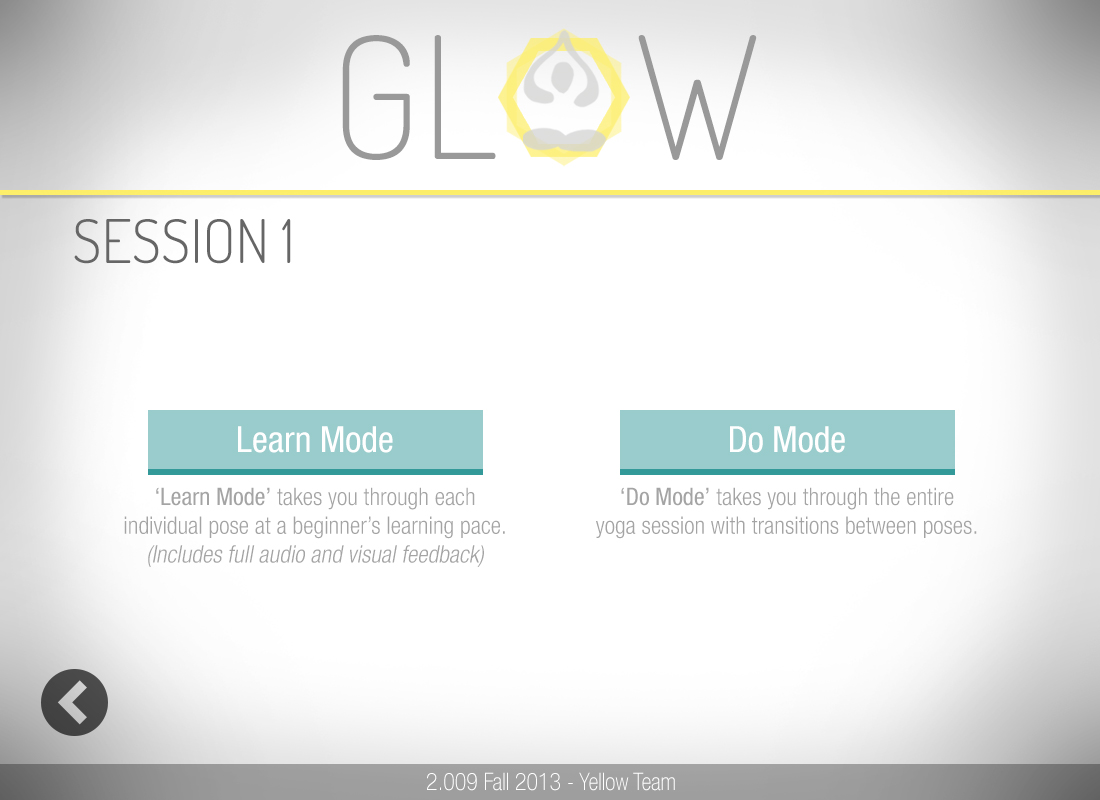 GLOW
SESSION 1
Learn Mode
‘Learn Mode’ takes you through each
individual pose at a beginner’s learning pace.
(Includes full audio and visual feedback)
Do Mode
‘Do Mode’ takes you through the entire
yoga session with transitions between poses.
2.009 Fall 2013 - Yellow Team